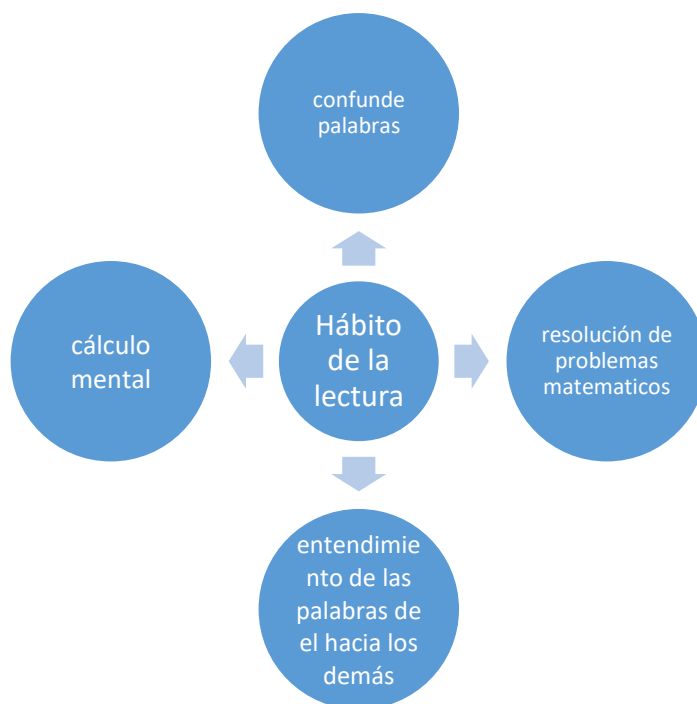 confunde
palabras
cálculo
mental
Hábito
de la
lectura
resolución de
problemas
matematicos
entendimie
nto de las
palabras de
el hacia los
demás